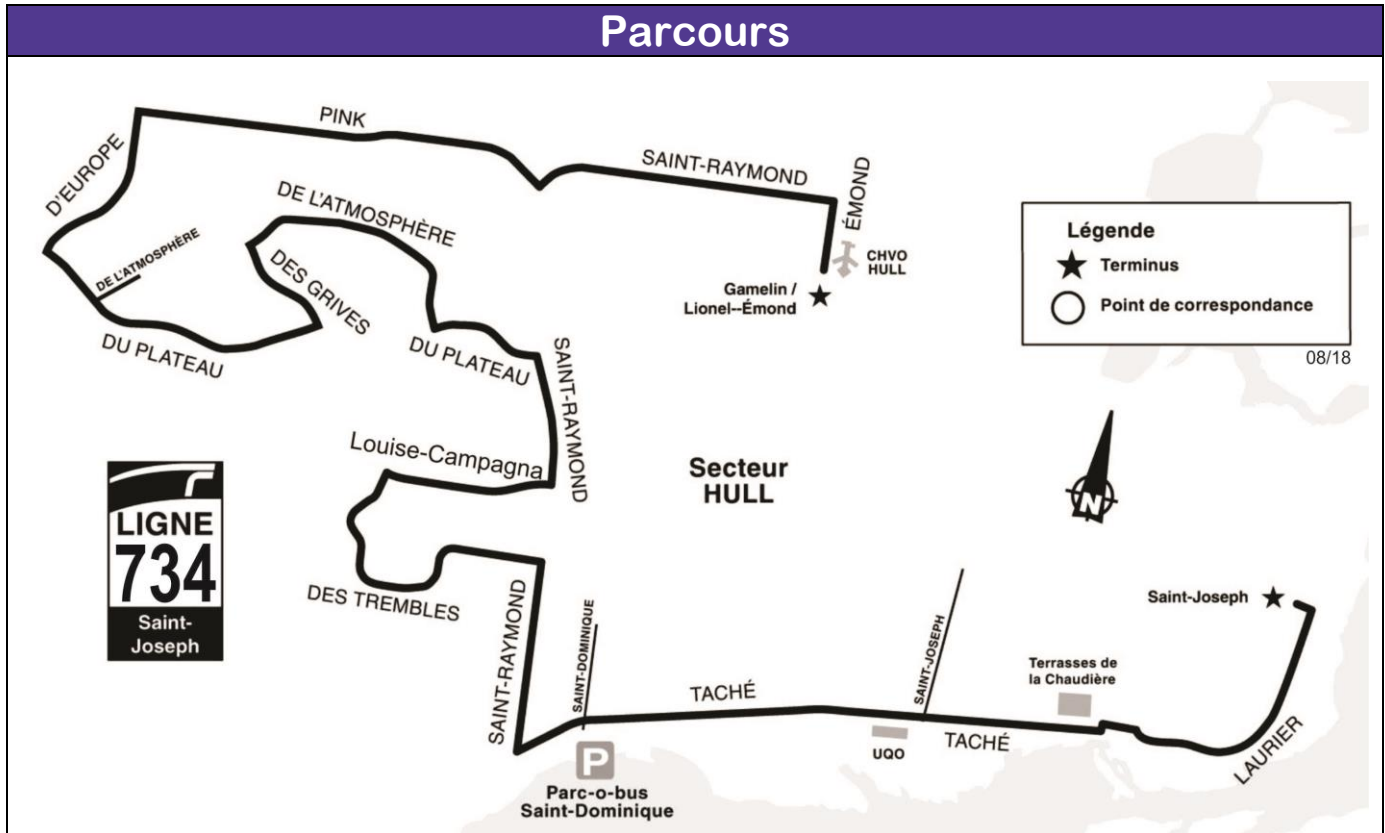 Parcours
PINK
SAINT-RAYMOND
ÉMOND
D'EUROPE
DE L'ATMOSPHÈRE
DE L'ATMOSPHÈRE
DES GRIVES
CHVO
HULL
Gamelin /
Lionel--Émond
Légende
Terminus
Point de correspondance
08/18
DU PLATEAU
DU PLATEAU
SAINT-RAYMOND
Louise-Campagna
Secteur
HULL
N
LIGNE
734
Saint-
Joseph
DES TREMBLES
SAINT-RAYMOND
SAINT-DOMINIQUE
TACHÉ
SAINT-JOSEPH
Saint-Joseph
Terrasses de
la Chaudière
UQO
TACHÉ
LAURIER
P
Parc-o-bus
Saint-Dominique